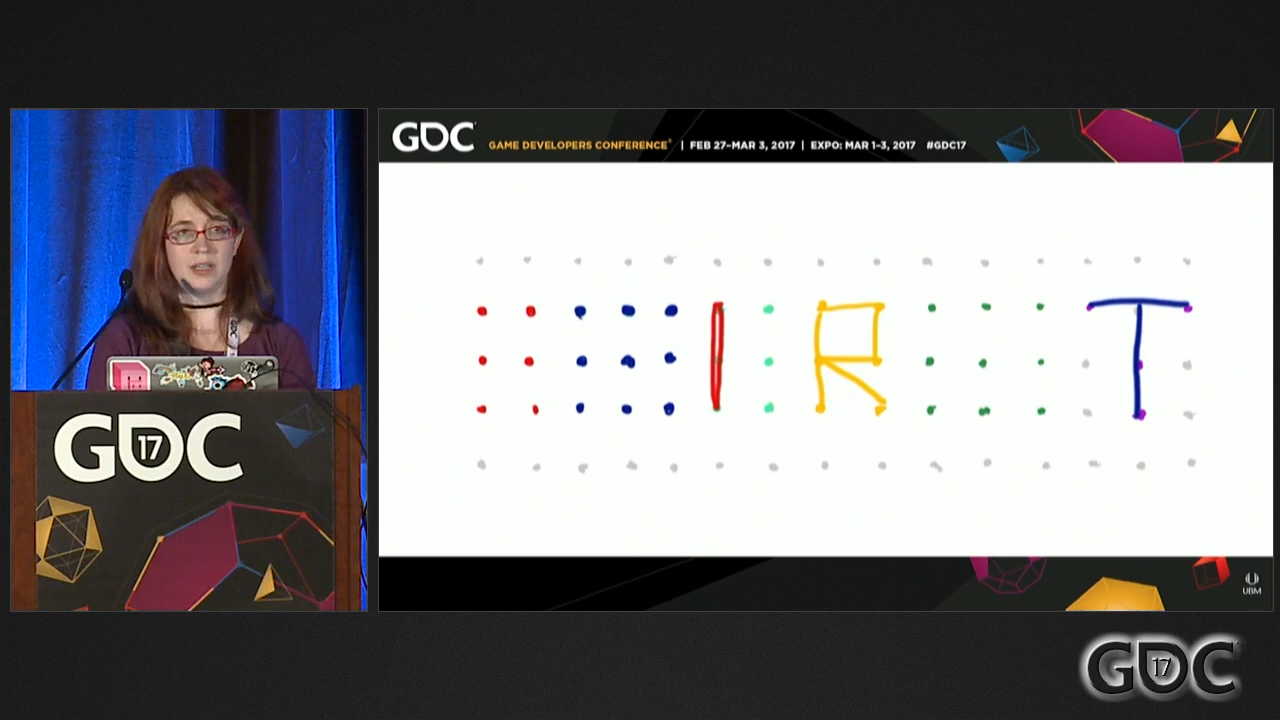 GDC GAME DEVELOPERS CONFERENCE® | FEB 27–MAR 3, 2017 | EXPO: MAR 1-3, 2017 #GDC17
I R T
GDC
17
GDC
UBM
GDC
17